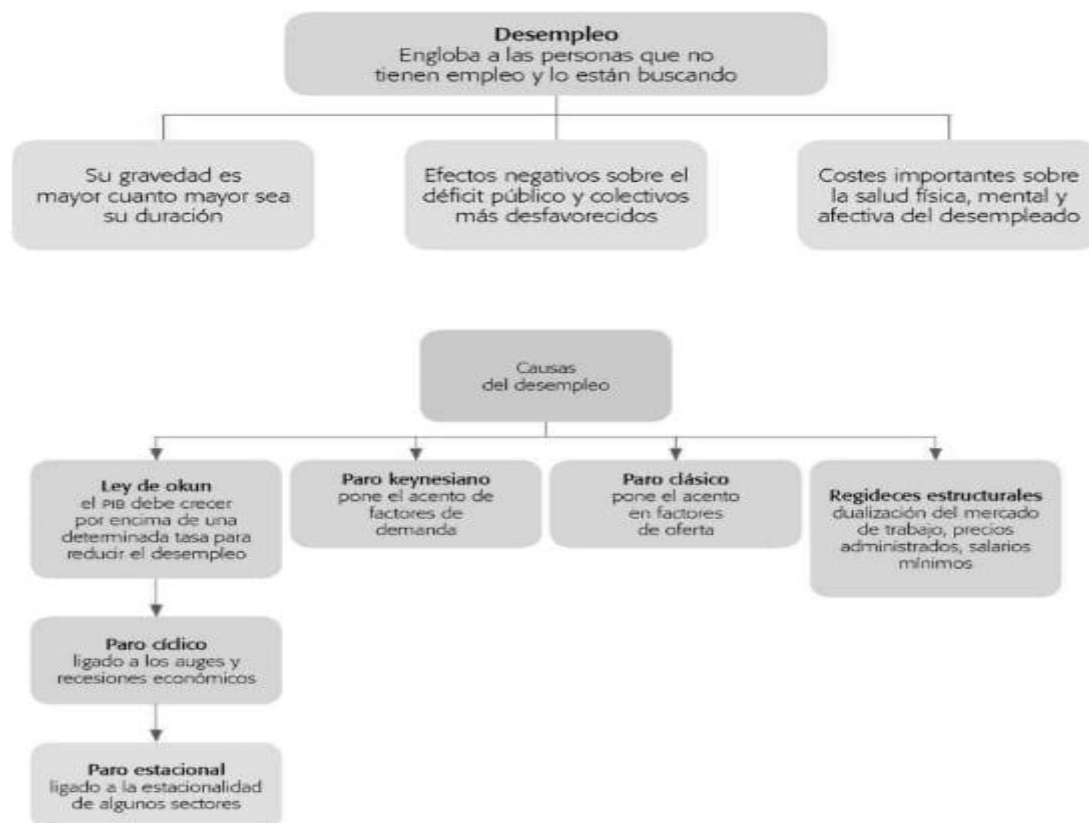 Desempleo
Engloba a las personas que no
tienen empleo y lo están buscando
Su gravedad es
mayor cuanto mayor sea
su duración
Efectos negativos sobre el
déficit público y colectivos
más desfavorecidos
Costes importantes sobre
la salud física, mental y
afectiva del desempleado
Causas
del desempleo
Ley de okun
el PIB debe crecer
por encima de una
determinada tasa para
reducir el desempleo
Paro keynesiano
pone el acento de
factores de
demanda
Paro clásico
pone el acento
en factores
de oferta
Regideces estructurales
dualización del mercado
de trabajo, precios
administrados, salarios
mínimos
Paro cíclico
ligado a los auges y
recesiones económicos
Paro estacional
ligado a la estacionalidad
de algunos sectores